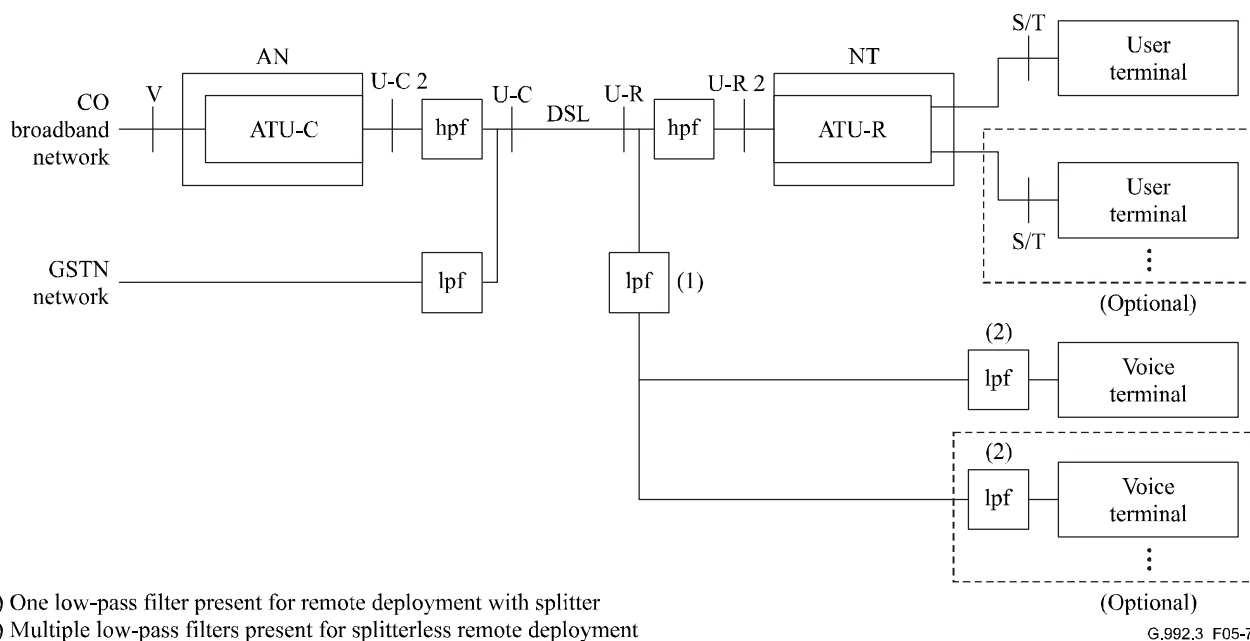 AN
U-C 2
U-C
DSL
U-R
U-R 2
NT
S/T
User
terminal
CO
broadband
network
V
ATU-C
hpf
hpf
ATU-R
User
terminal
S/T
⋮
(Optional)
GSTN
network
lpf
lpf
(1)
(2)
lpf
Voice
terminal
(2)
lpf
Voice
terminal
⋮
(Optional)
) One low-pass filter present for remote deployment with splitter
) Multiple low-pass filters present for splitterless remote deployment
G.992.3_F05-7